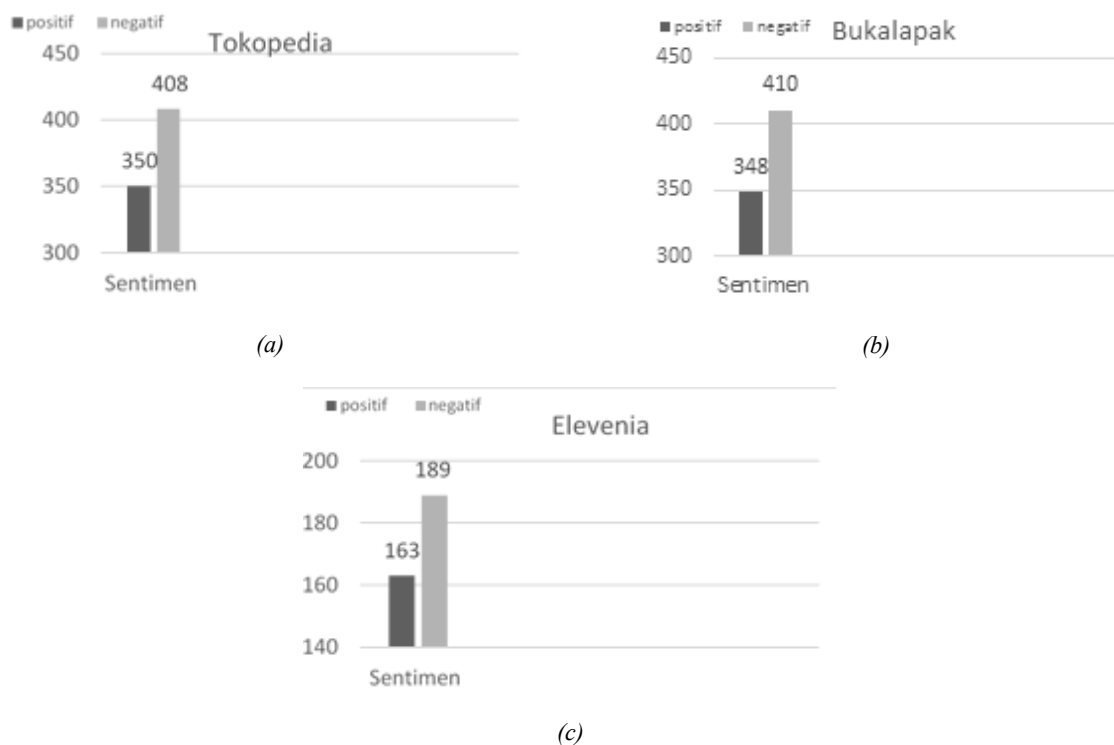 positif negatif
Tokopedia
450
408
400
350
350
300
Sentimen
(a)
positif negatif
Bukalapak
450
410
400
348
350
300
Sentimen
(b)
positif negatif
Elevenia
200
189
180
163
160
140
Sentimen
(c)